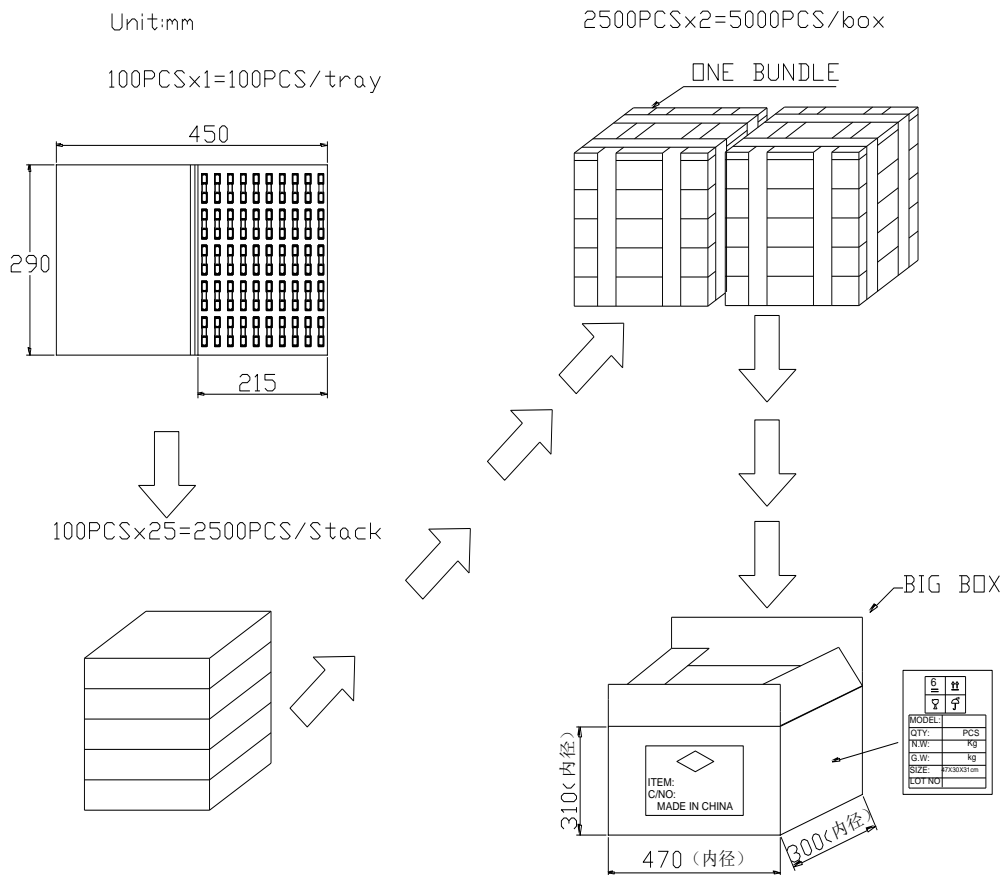 Unit:mm
100PCSx1=100PCS/tray
450
290
215
100PCSx25=2500PCS/Stack
2500PCSx2=5000PCS/box
ONE BUNDLE
BIG BOX
6
MODEL:
QTY: PCS
N.W: Kg
G.W: kg
SIZE: 47X30X31cm
LOT NO
ITEM:
C/NO:
MADE IN CHINA
310(内径)
470(内径)
300(内径)